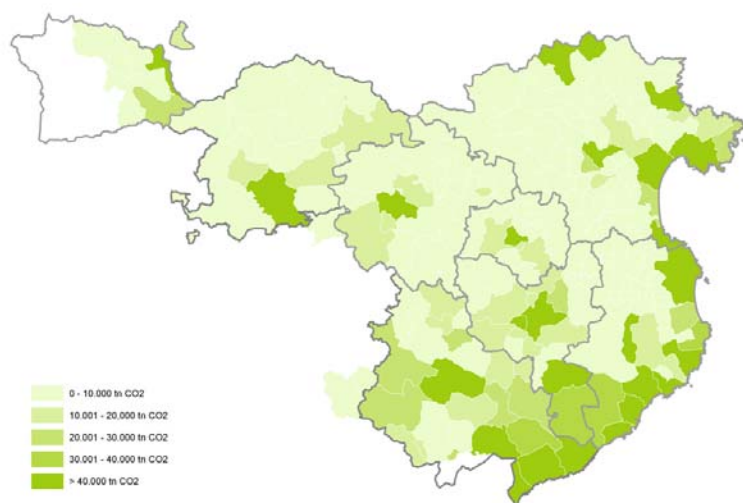 0 - 10.000 tn CO2
10.001 - 20,000 tn CO2
20.001 - 30.000 tn CO2
30.001 - 40.000 tn CO2
> 40.000 tn CO2